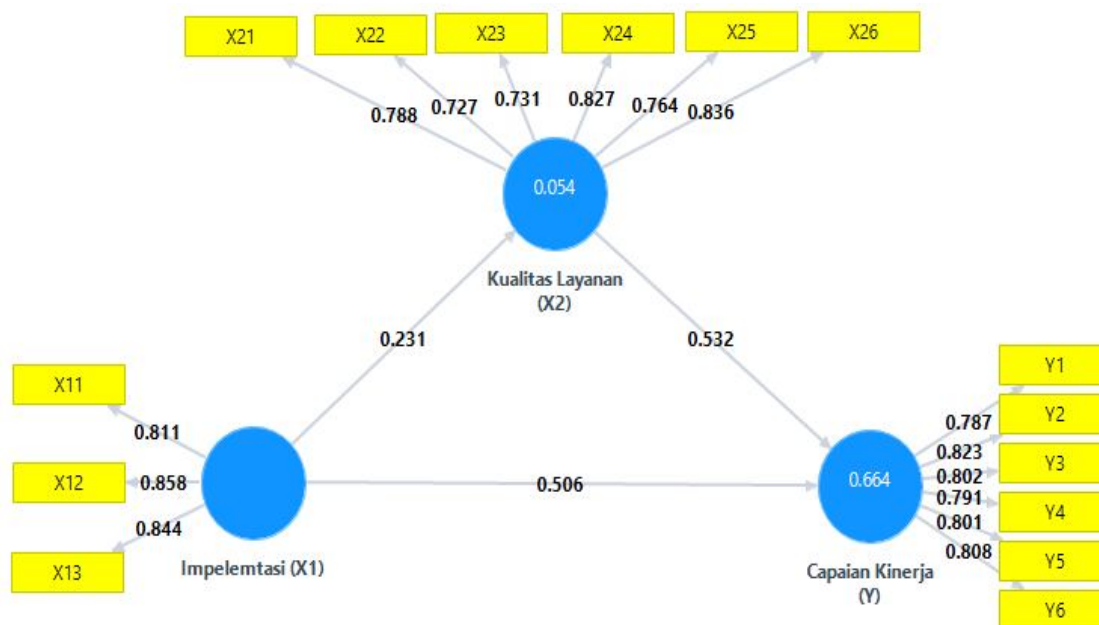 X21
X22
X23
X24
X25
X26
0.788
0.727
0.731
0.827
0.764
0.836
0.054
Kualitas Layanan
(X2)
0.231
0.532
X11
X12
X13
0.811
0.858
0.844
Impelemtasi (X1)
0.506
0.664
Capaian Kinerja
(Y)
0.787
0.823
0.802
0.791
0.801
0.808
Y1
Y2
Y3
Y4
Y5
Y6